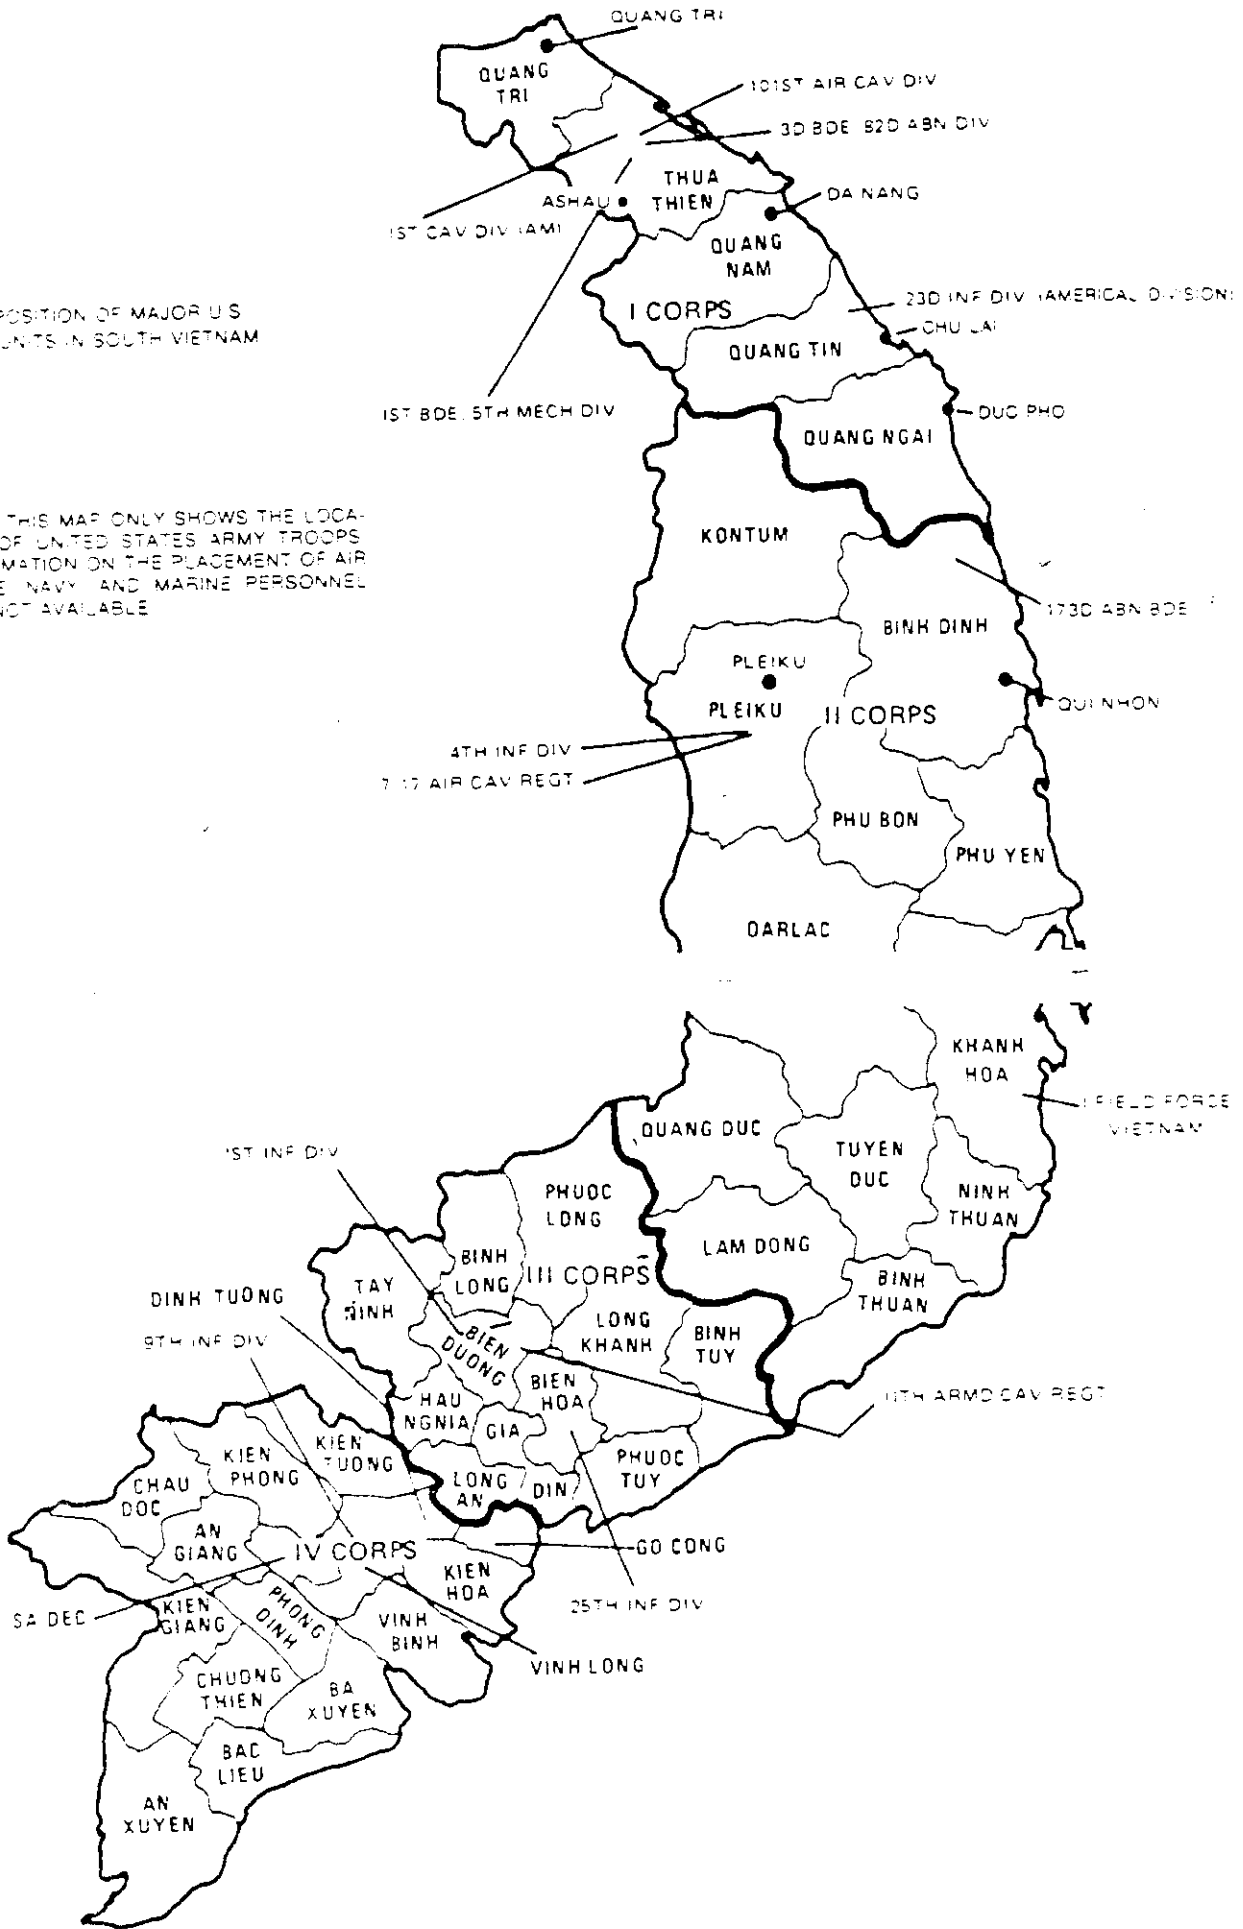 QUANG TRI
QUANG
TRI
101ST AIR CAV DIV
3D BDE 82D ABN DIV
THUA
THIEN
ASHAU
DA NANG
1ST CAV DIV (AM)
QUANG
NAM
POSITION OF MAJOR U.S
UNITS IN SOUTH VIETNAM
I CORPS
23D INF DIV (AMERICAL DIVISION)
CHU LAI
QUANG TIN
1ST BDE, 5TH MECH DIV
DUC PHO
QUANG NGAI
THIS MAP ONLY SHOWS THE LOCA-
OF UNITED STATES ARMY TROOPS
MATION ON THE PLACEMENT OF AIR
E NAVY AND MARINE PERSONNEL
NOT AVAILABLE
KONTUM
173D ABN BDE
BINH DINH
PLEIKU
PLEIKU
II CORPS
QUI NHON
4TH INF DIV
7/17 AIR CAV REGT
PHU BON
PHU YEN
DARLAC
KHANH
HOA
I FIELD FORCE
VIETNAM
QUANG DUC
TUYEN
DUC
1ST INF DIV
PHUOC
LONG
NINH
THUAN
LAM DONG
BINH
LONG
III CORPS
TAY
NINH
BINH
THUAN
DINH TUONG
LONG
KHANH
BINH
TUY
9TH INF DIV
BIEN
DUONG
BIEN
HOA
11TH ARMD CAV REGT
HAU
NGNIA
GIA
KIEN
TUONG
KIEN
PHONG
PHUOC
TUY
CHAU
DOC
LONG
AN
DIN
AN
GIANG
IV CORPS
GO CONG
KIEN
HOA
25TH INF DIV
SA DEC
KIEN
GIANG
PHONG
DINH
VINH
BINH
VINH LONG
CHUONG
THIEN
BA
XUYEN
BAC
LIEU
AN
XUYEN